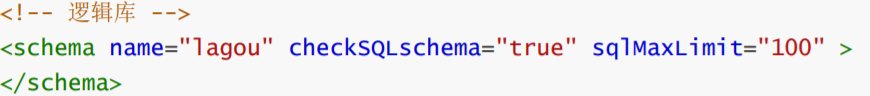 <!-- 逻辑库 -->
<schema name="lagou" checkSQLschema="true" sqlMaxLimit="100" >
</schema>